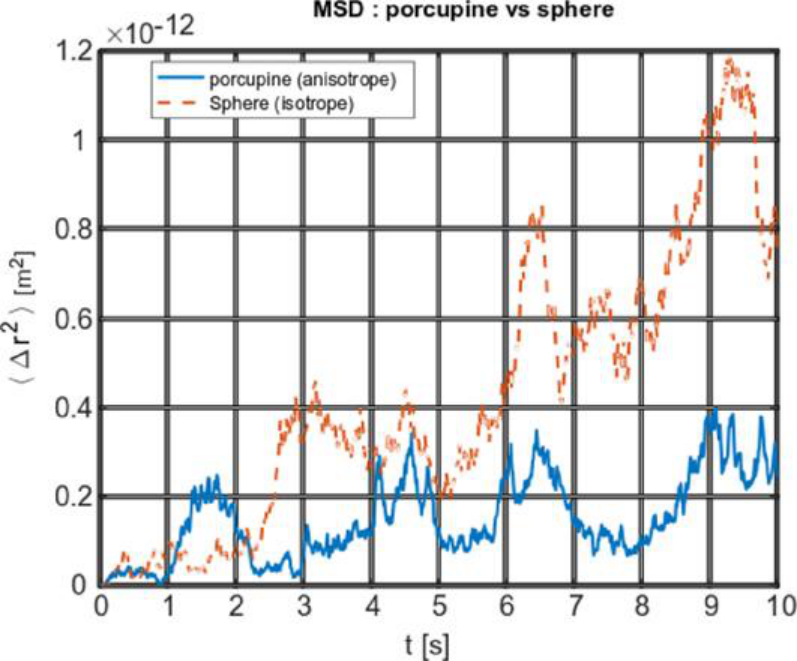 MSD : porcupine vs sphere
×10-12
1.2
1
0.8
0.6
0.4
0.2
0
porcupine (anisotrope)
Sphere (isotrope)
⟨ Δr² ⟩ [m²]
0 1 2 3 4 5 6 7 8 9 10
t [s]